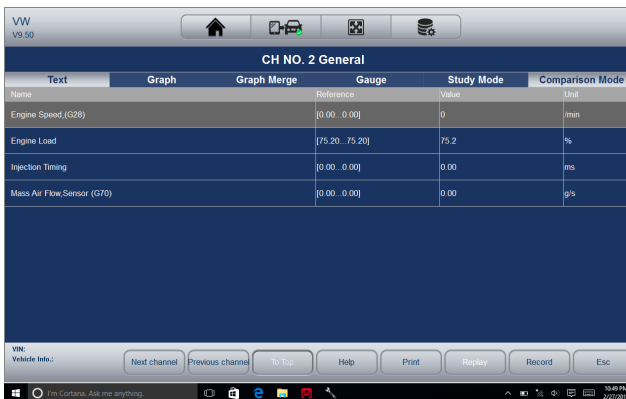 VW
V9.50
CH NO. 2 General
Text Graph Graph Merge Gauge Study Mode Comparison Mode
Name Reference Value Unit
Engine Speed,(G28) [0.00...0.00] 0 /min
Engine Load [75.20...75.20] 75.2 %
Injection Timing [0.00...0.00] 0.00 ms
Mass Air Flow,Sensor (G70) [0.00...0.00] 0.00 g/s
VIN:
Vehicle Info.:
Next channel Previous channel To Top Help Print Replay Record Esc
I'm Cortana. Ask me anything.
10:49 PM
2/27/201